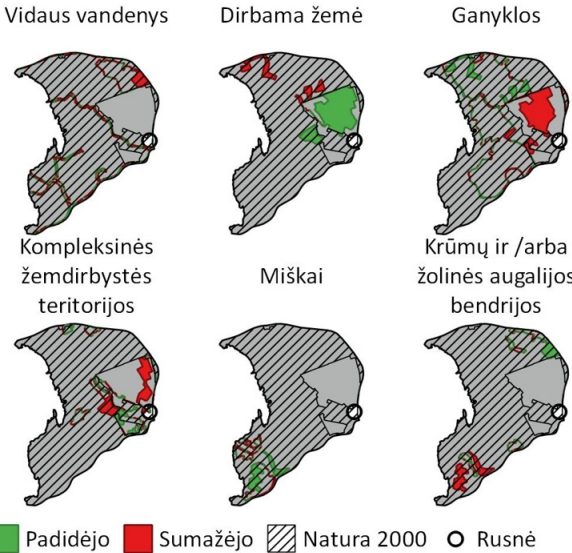 Vidaus vandenys
Dirbama žemė
Ganyklos
Kompleksinės
žemdirbystės
teritorijos
Miškai
Krūmų ir /arba
žolinės augalijos
bendrijos
Padidėjo
Sumažėjo
Natura 2000
Rusnė